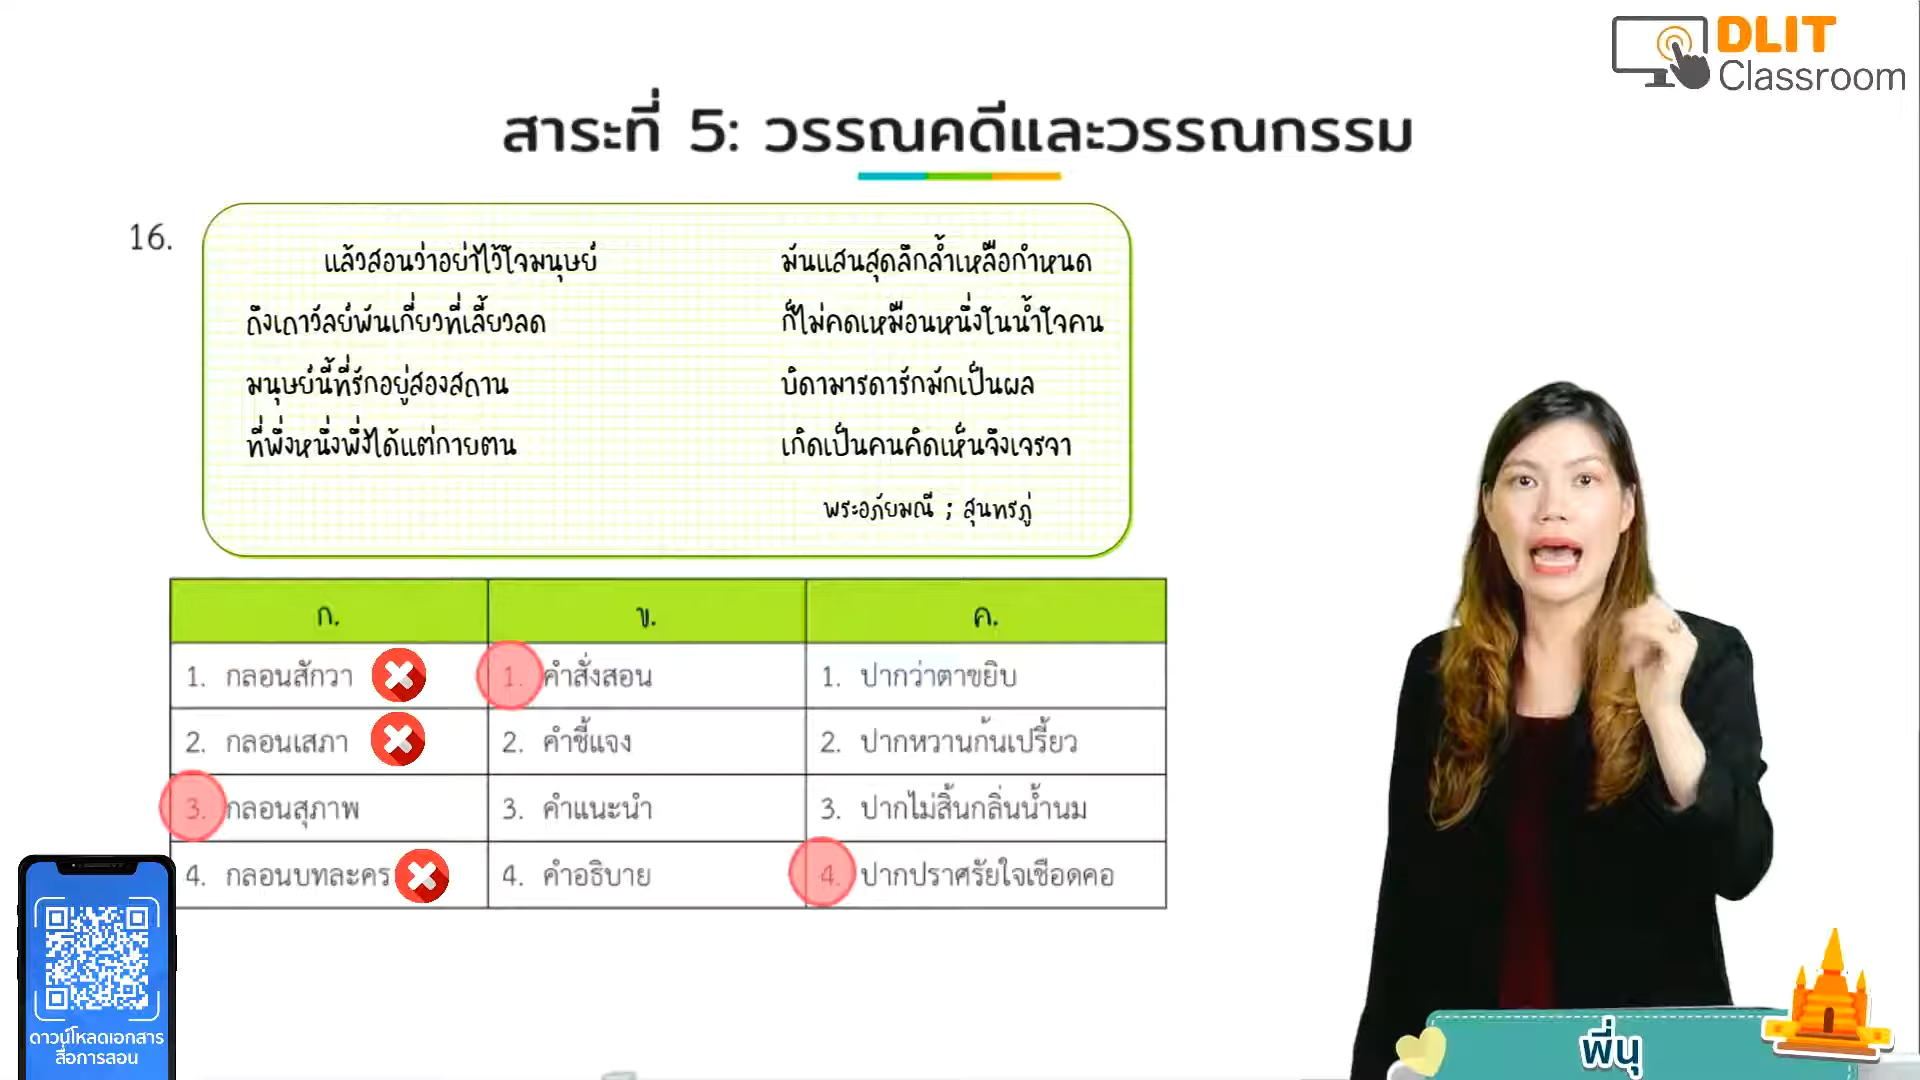 DLIT
Classroom
สาระที่ 5: วรรณคดีและวรรณกรรม
16.
แล้วสอนว่าอย่าไว้ใจมนุษย์ มันแสนสุดลึกล้ำเหลือกำหนด
ถึงเถาวัลย์พันเกี่ยวที่เลี้ยวลด ก็ไม่คดเหมือนหนึ่งในน้ำใจคน
มนุษย์นี้ที่รักอยู่สองสถาน บิดามารดารักมักเป็นผล
ที่พึ่งหนึ่งพึ่งได้แต่กายตน เกิดเป็นคนคิดเห็นจึงเจรจา
พระอภัยมณี ; สุนทรภู่
ก. ข. ค.
1. กลอนสักวา 1. คำสั่งสอน 1. ปากว่าตาขยิบ
2. กลอนเสภา 2. คำชี้แจง 2. ปากหวานก้นเปรี้ยว
3. กลอนสุภาพ 3. คำแนะนำ 3. ปากไม่สิ้นกลิ่นน้ำนม
4. กลอนบทละคร 4. คำอธิบาย 4. ปากปราศรัยใจเชือดคอ
ดาวน์โหลดเอกสาร
สื่อการสอน
พี่นุ